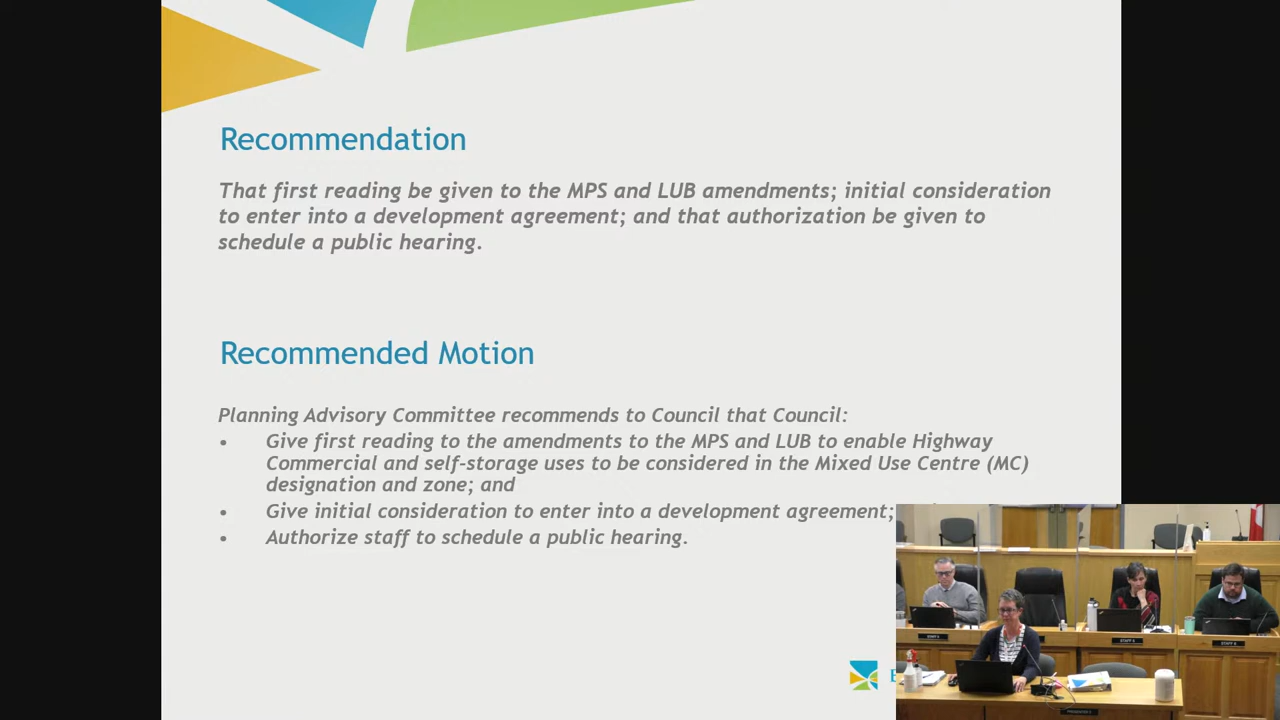 Recommendation
That first reading be given to the MPS and LUB amendments; initial consideration
to enter into a development agreement; and that authorization be given to
schedule a public hearing.
Recommended Motion
Planning Advisory Committee recommends to Council that Council:
• Give first reading to the amendments to the MPS and LUB to enable Highway
Commercial and self-storage uses to be considered in the Mixed Use Centre (MC)
designation and zone; and
• Give initial consideration to enter into a development agreement;
• Authorize staff to schedule a public hearing.